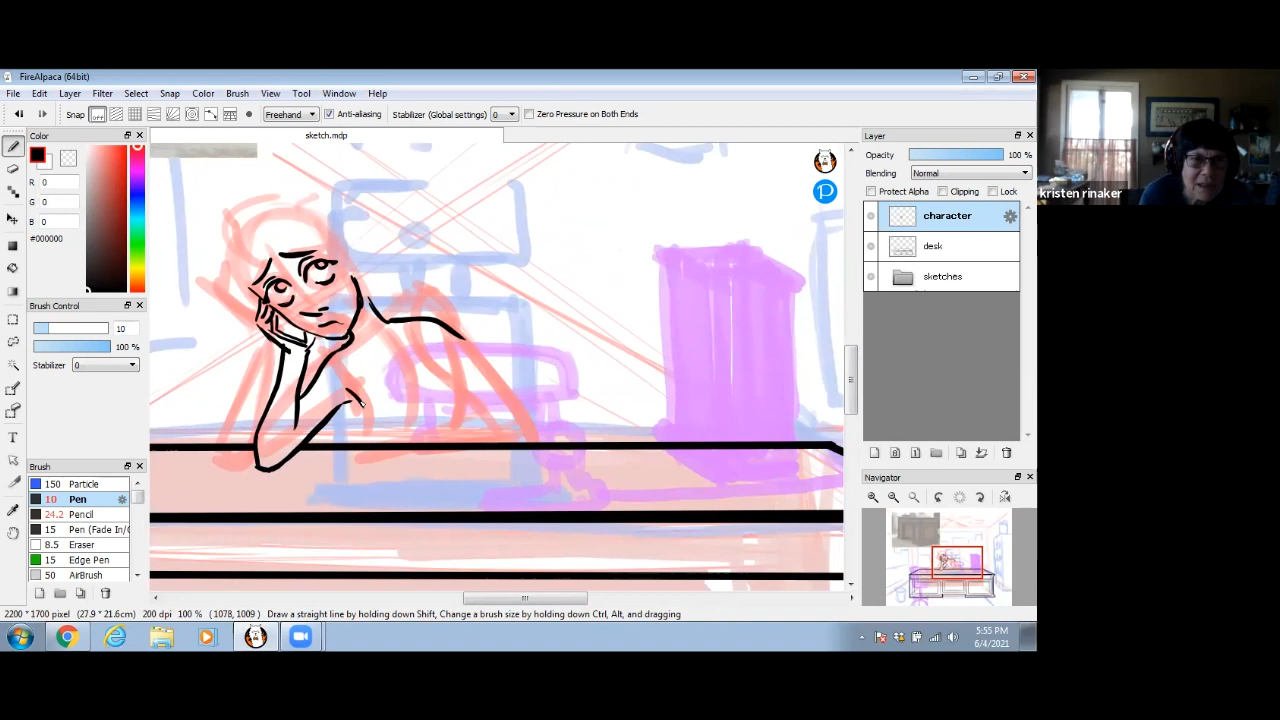 FireAlpaca (64bit)
File Edit Layer Filter Select Snap Color Brush View Tool Window Help
Snap OFF Freehand Anti-aliasing Stabilizer (Global settings) 0 Zero Pressure on Both Ends
Color
sketch.mdp
Layer
Opacity 100 %
Blending Normal
Protect Alpha Clipping Lock
R 0
G 0
B 0
#000000
character
desk
sketches
Brush Control
10
100 %
Stabilizer 0
Brush
150 Particle
10 Pen
24.2 Pencil
15 Pen (Fade In/O
8.5 Eraser
15 Edge Pen
50 AirBrush
Navigator
2200 * 1700 pixel (27.9 * 21.6cm) 200 dpi 100 % (1078, 1009) Draw a straight line by holding down Shift, Change a brush size by holding down Ctrl, Alt, and dragging
5:55 PM
6/4/2021
kristen rinaker